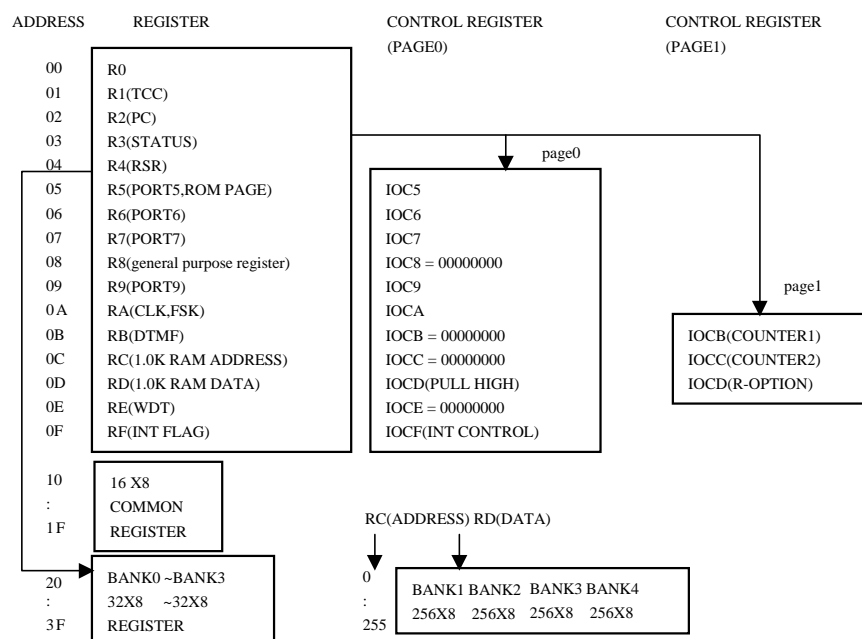 ADDRESS REGISTER CONTROL REGISTER CONTROL REGISTER
(PAGE0) (PAGE1)
00 R0
01 R1(TCC)
02 R2(PC)
03 R3(STATUS)
page0
04 R4(RSR)
05 R5(PORT5,ROM PAGE) IOC5
06 R6(PORT6) IOC6
07 R7(PORT7) IOC7
08 R8(general purpose register) IOC8 = 00000000
09 R9(PORT9) IOC9
page1
0A RA(CLK,FSK) IOCA
0B RB(DTMF) IOCB = 00000000 IOCB(COUNTER1)
0C RC(1.0K RAM ADDRESS) IOCC = 00000000 IOCC(COUNTER2)
0D RD(1.0K RAM DATA) IOCD(PULL HIGH) IOCD(R-OPTION)
0E RE(WDT) IOCE = 00000000
0F RF(INT FLAG) IOCF(INT CONTROL)
10 16 X8
: COMMON
1F REGISTER
RC(ADDRESS) RD(DATA)
20 BANK0 ~BANK3 0 BANK1 BANK2 BANK3 BANK4
: 32X8 ~32X8 : 256X8 256X8 256X8 256X8
3F REGISTER 255